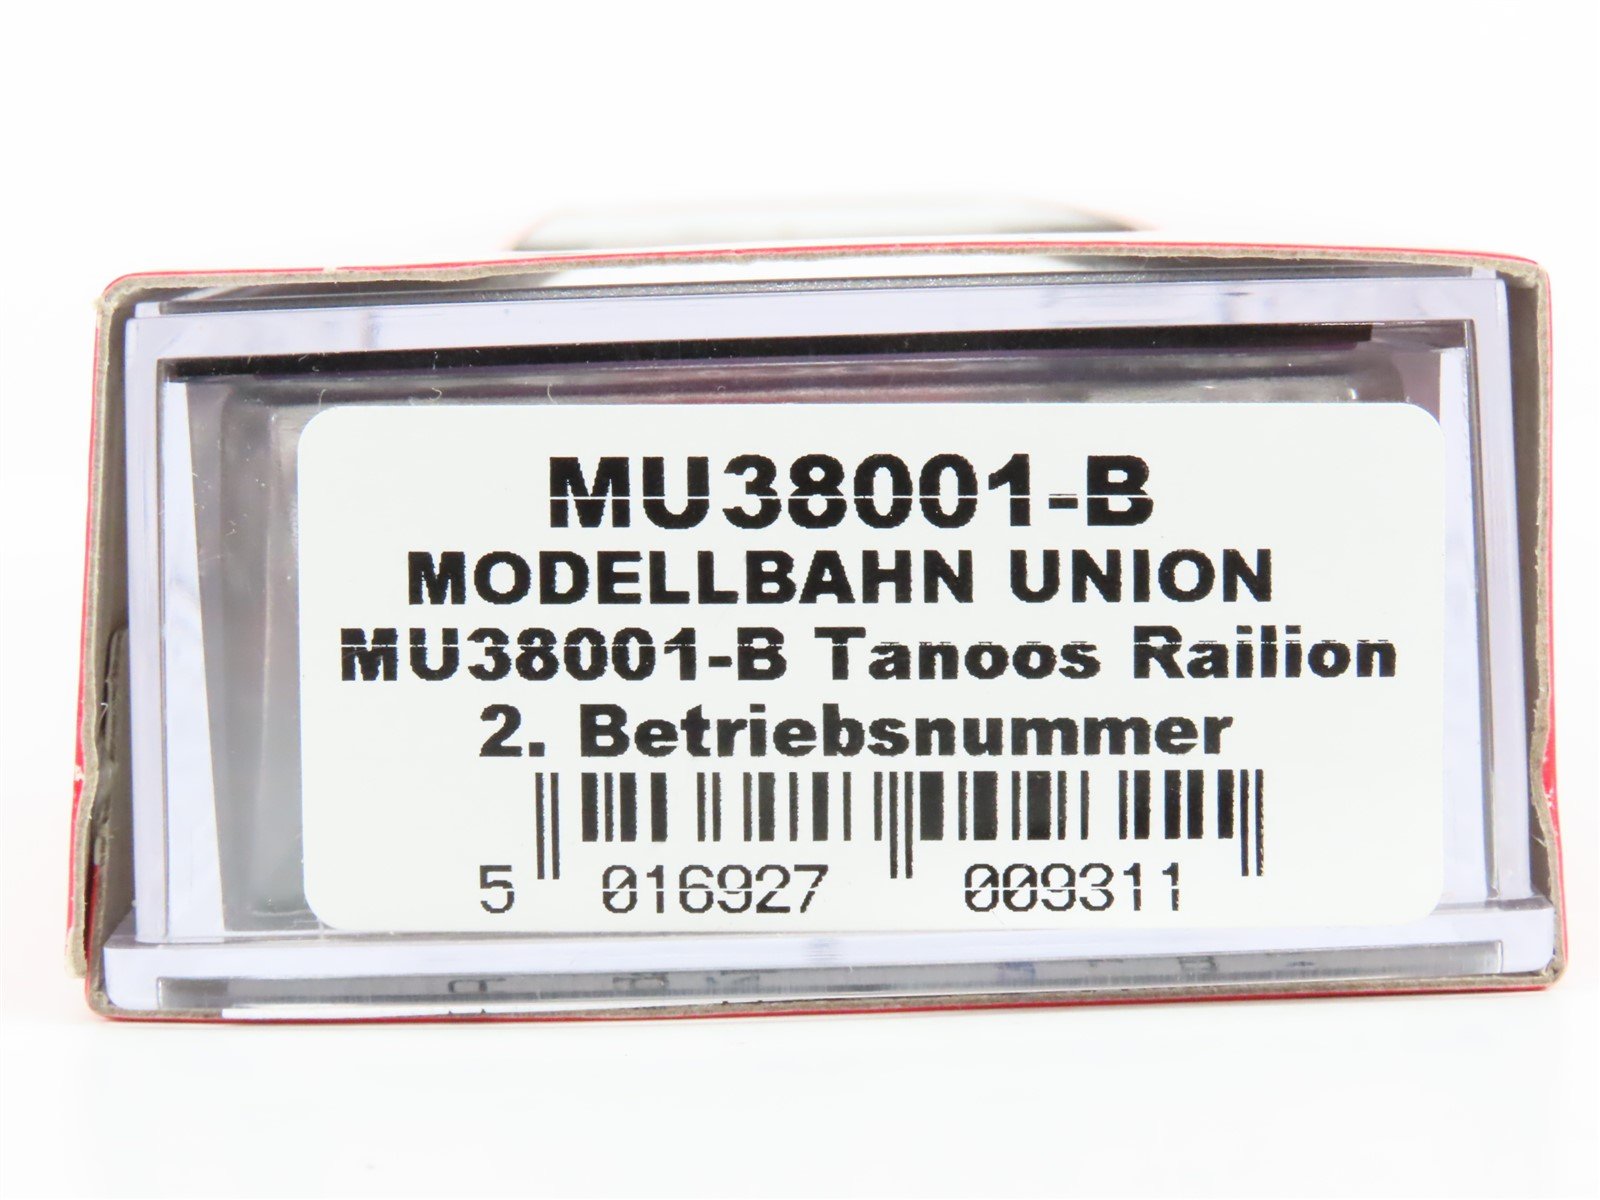 MU38001-B
MODELLBAHN UNION
MU38001-B Tanoos Railion
2. Betriebsnummer
5 016927 009311